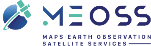 MEOSS
MAPS EARTH OBSERVATION
SATELLITE SERVICES